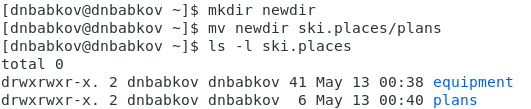 [dnbabkov@dnbabkov ~]$ mkdir newdir
[dnbabkov@dnbabkov ~]$ mv newdir ski.places/plans
[dnbabkov@dnbabkov ~]$ ls -l ski.places
total 0
drwxrwxr-x. 2 dnbabkov dnbabkov 41 May 13 00:38 equipment
drwxrwxr-x. 2 dnbabkov dnbabkov  6 May 13 00:40 plans